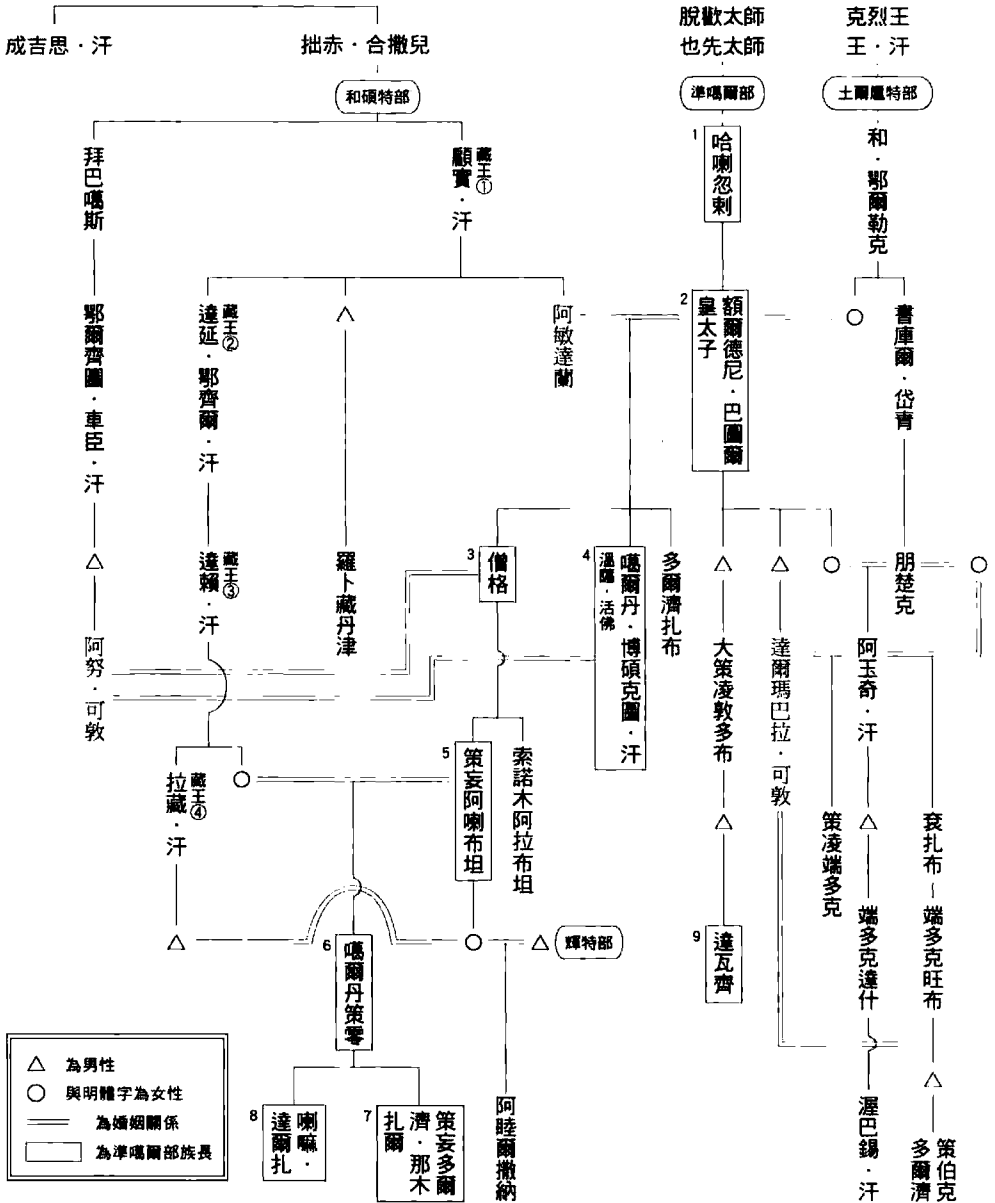 成吉思・汗
拙赤・合撒兒
脫歡太師
也先太師
克烈王
王・汗
和碩特部
準噶爾部
土爾扈特部
拜巴噶斯
藏王①
顧實・汗
1
哈喇忽剌
和・鄂爾勒克
鄂爾齊圖・車臣・汗
藏王②
達延・鄂齊爾・汗
阿敏達蘭
2
額爾德尼・巴圖爾
皇太子
書庫爾・岱青
阿努・可敦
藏王③
達賴・汗
羅卜藏丹津
3
僧格
4
噶爾丹・博碩克圖・汗
溫薩・活佛
多爾濟扎布
大策凌敦多布
達爾瑪巴拉・可敦
阿玉奇・汗
朋楚克
藏王④
拉藏・汗
5
策妄阿喇布坦
索諾木阿拉布坦
策凌端多克
袞扎布~端多克旺布
輝特部
6
噶爾丹策零
9
達瓦齊
端多克達什
8
喇嘛・
達爾扎
7
策妄多爾
濟・那木
扎爾
阿睦爾撒納
渥巴錫・汗
策伯克
多爾濟
△ 為男性
○ 與明體字為女性
為婚姻關係
為準噶爾部族長